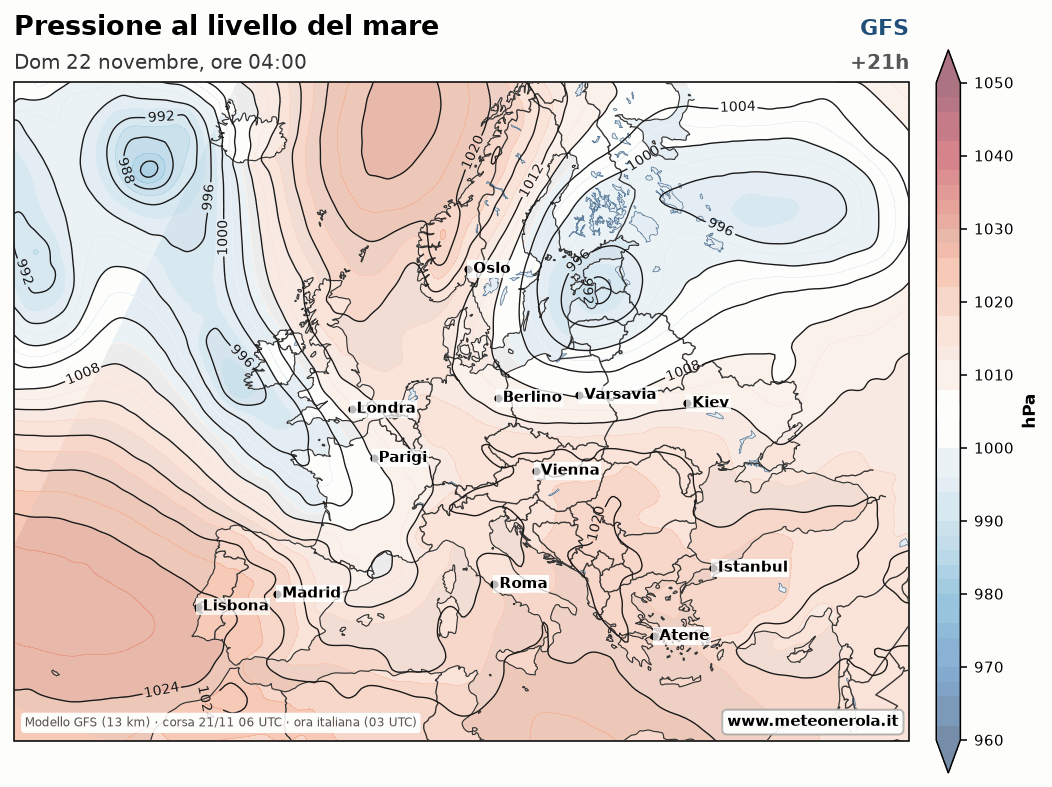 Pressione al livello del mare
GFS
Dom 22 novembre, ore 04:00
+21h
992
1004
1020
1000
988
1012
996
996
1000
996
Oslo
992
992
996
1008
1008
Berlino
Varsavia
Kiev
Londra
Parigi
Vienna
1020
Istanbul
Roma
Madrid
Lisbona
Atene
1024
102
Modello GFS (13 km) · corsa 21/11 06 UTC · ora italiana (03 UTC)
www.meteonerola.it
1050
1040
1030
1020
1010
1000
990
980
970
960
hPa